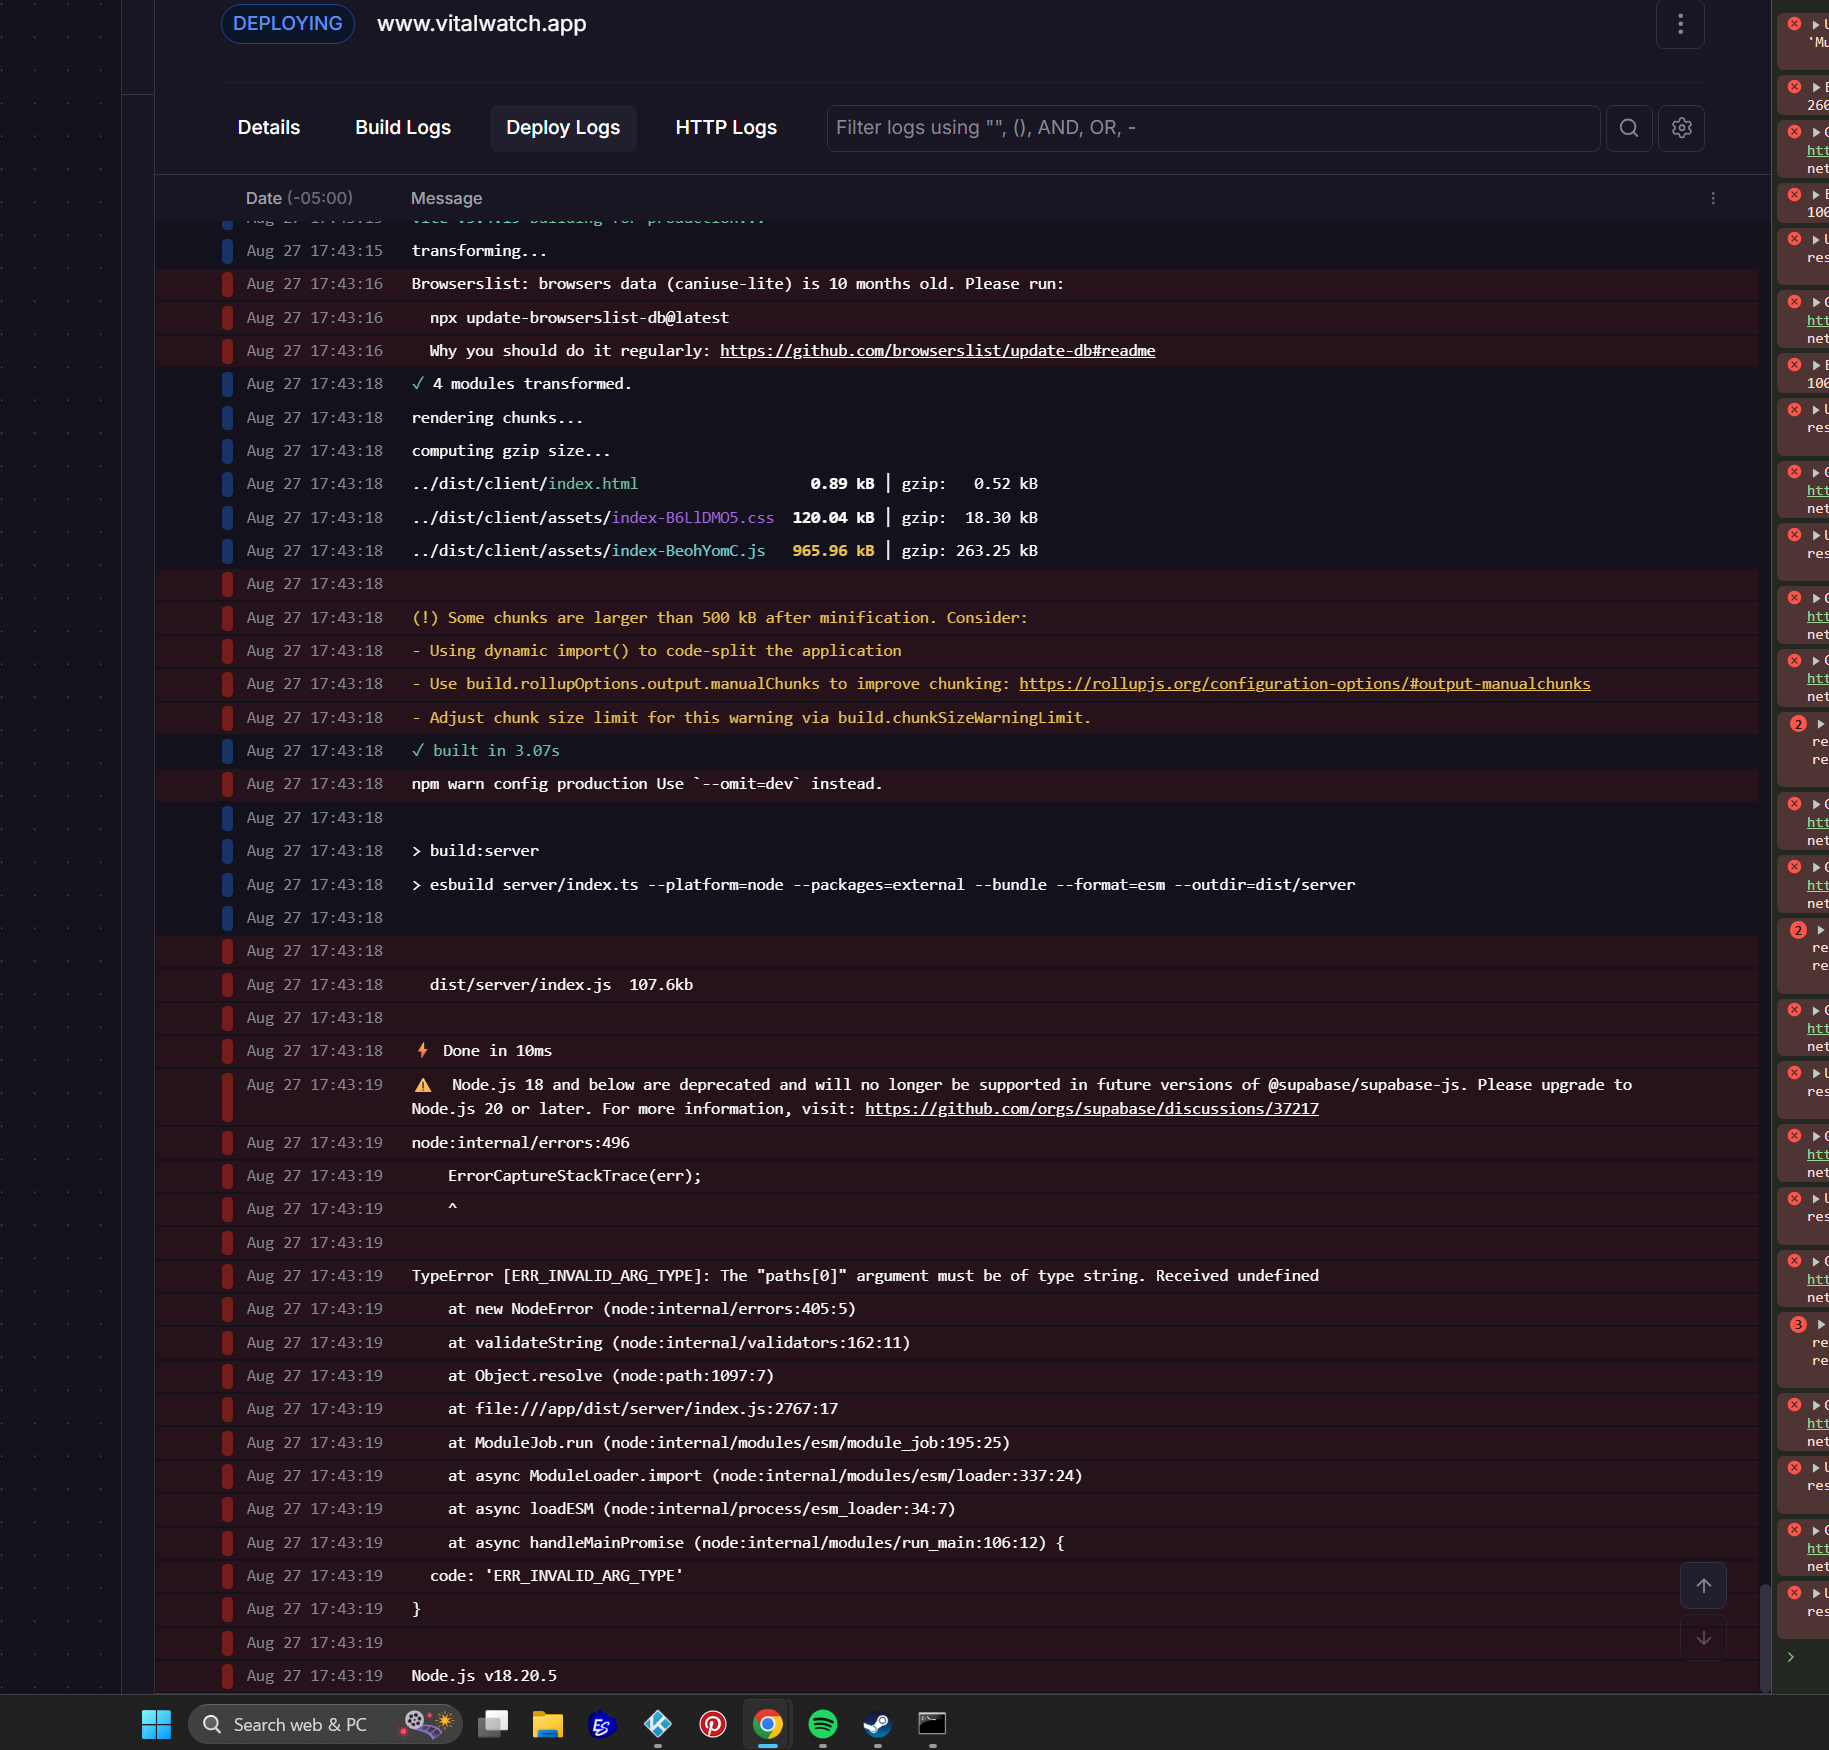 DEPLOYING www.vitalwatch.app
Details Build Logs Deploy Logs HTTP Logs Filter logs using "", (), AND, OR, -
Date (-05:00) Message
Aug 27 17:43:15 transforming...
Aug 27 17:43:16 Browserslist: browsers data (caniuse-lite) is 10 months old. Please run:
Aug 27 17:43:16 npx update-browserslist-db@latest
Aug 27 17:43:16 Why you should do it regularly: https://github.com/browserslist/update-db#readme
Aug 27 17:43:18 ✓ 4 modules transformed.
Aug 27 17:43:18 rendering chunks...
Aug 27 17:43:18 computing gzip size...
Aug 27 17:43:18 ../dist/client/index.html 0.89 kB │ gzip: 0.52 kB
Aug 27 17:43:18 ../dist/client/assets/index-B6LlDMO5.css 120.04 kB │ gzip: 18.30 kB
Aug 27 17:43:18 ../dist/client/assets/index-BeohYomC.js 965.96 kB │ gzip: 263.25 kB
Aug 27 17:43:18
Aug 27 17:43:18 (!) Some chunks are larger than 500 kB after minification. Consider:
Aug 27 17:43:18 - Using dynamic import() to code-split the application
Aug 27 17:43:18 - Use build.rollupOptions.output.manualChunks to improve chunking: https://rollupjs.org/configuration-options/#output-manualchunks
Aug 27 17:43:18 - Adjust chunk size limit for this warning via build.chunkSizeWarningLimit.
Aug 27 17:43:18 ✓ built in 3.07s
Aug 27 17:43:18 npm warn config production Use `--omit=dev` instead.
Aug 27 17:43:18
Aug 27 17:43:18 > build:server
Aug 27 17:43:18 > esbuild server/index.ts --platform=node --packages=external --bundle --format=esm --outdir=dist/server
Aug 27 17:43:18
Aug 27 17:43:18
Aug 27 17:43:18 dist/server/index.js 107.6kb
Aug 27 17:43:18
Aug 27 17:43:18 ⚡ Done in 10ms
Aug 27 17:43:19 ⚠️ Node.js 18 and below are deprecated and will no longer be supported in future versions of @supabase/supabase-js. Please upgrade to
Node.js 20 or later. For more information, visit: https://github.com/orgs/supabase/discussions/37217
Aug 27 17:43:19 node:internal/errors:496
Aug 27 17:43:19 ErrorCaptureStackTrace(err);
Aug 27 17:43:19 ^
Aug 27 17:43:19
Aug 27 17:43:19 TypeError [ERR_INVALID_ARG_TYPE]: The "paths[0]" argument must be of type string. Received undefined
Aug 27 17:43:19 at new NodeError (node:internal/errors:405:5)
Aug 27 17:43:19 at validateString (node:internal/validators:162:11)
Aug 27 17:43:19 at Object.resolve (node:path:1097:7)
Aug 27 17:43:19 at file:///app/dist/server/index.js:2767:17
Aug 27 17:43:19 at ModuleJob.run (node:internal/modules/esm/module_job:195:25)
Aug 27 17:43:19 at async ModuleLoader.import (node:internal/modules/esm/loader:337:24)
Aug 27 17:43:19 at async loadESM (node:internal/process/esm_loader:34:7)
Aug 27 17:43:19 at async handleMainPromise (node:internal/modules/run_main:106:12) {
Aug 27 17:43:19 code: 'ERR_INVALID_ARG_TYPE'
Aug 27 17:43:19 }
Aug 27 17:43:19
Aug 27 17:43:19 Node.js v18.20.5
Search web & PC